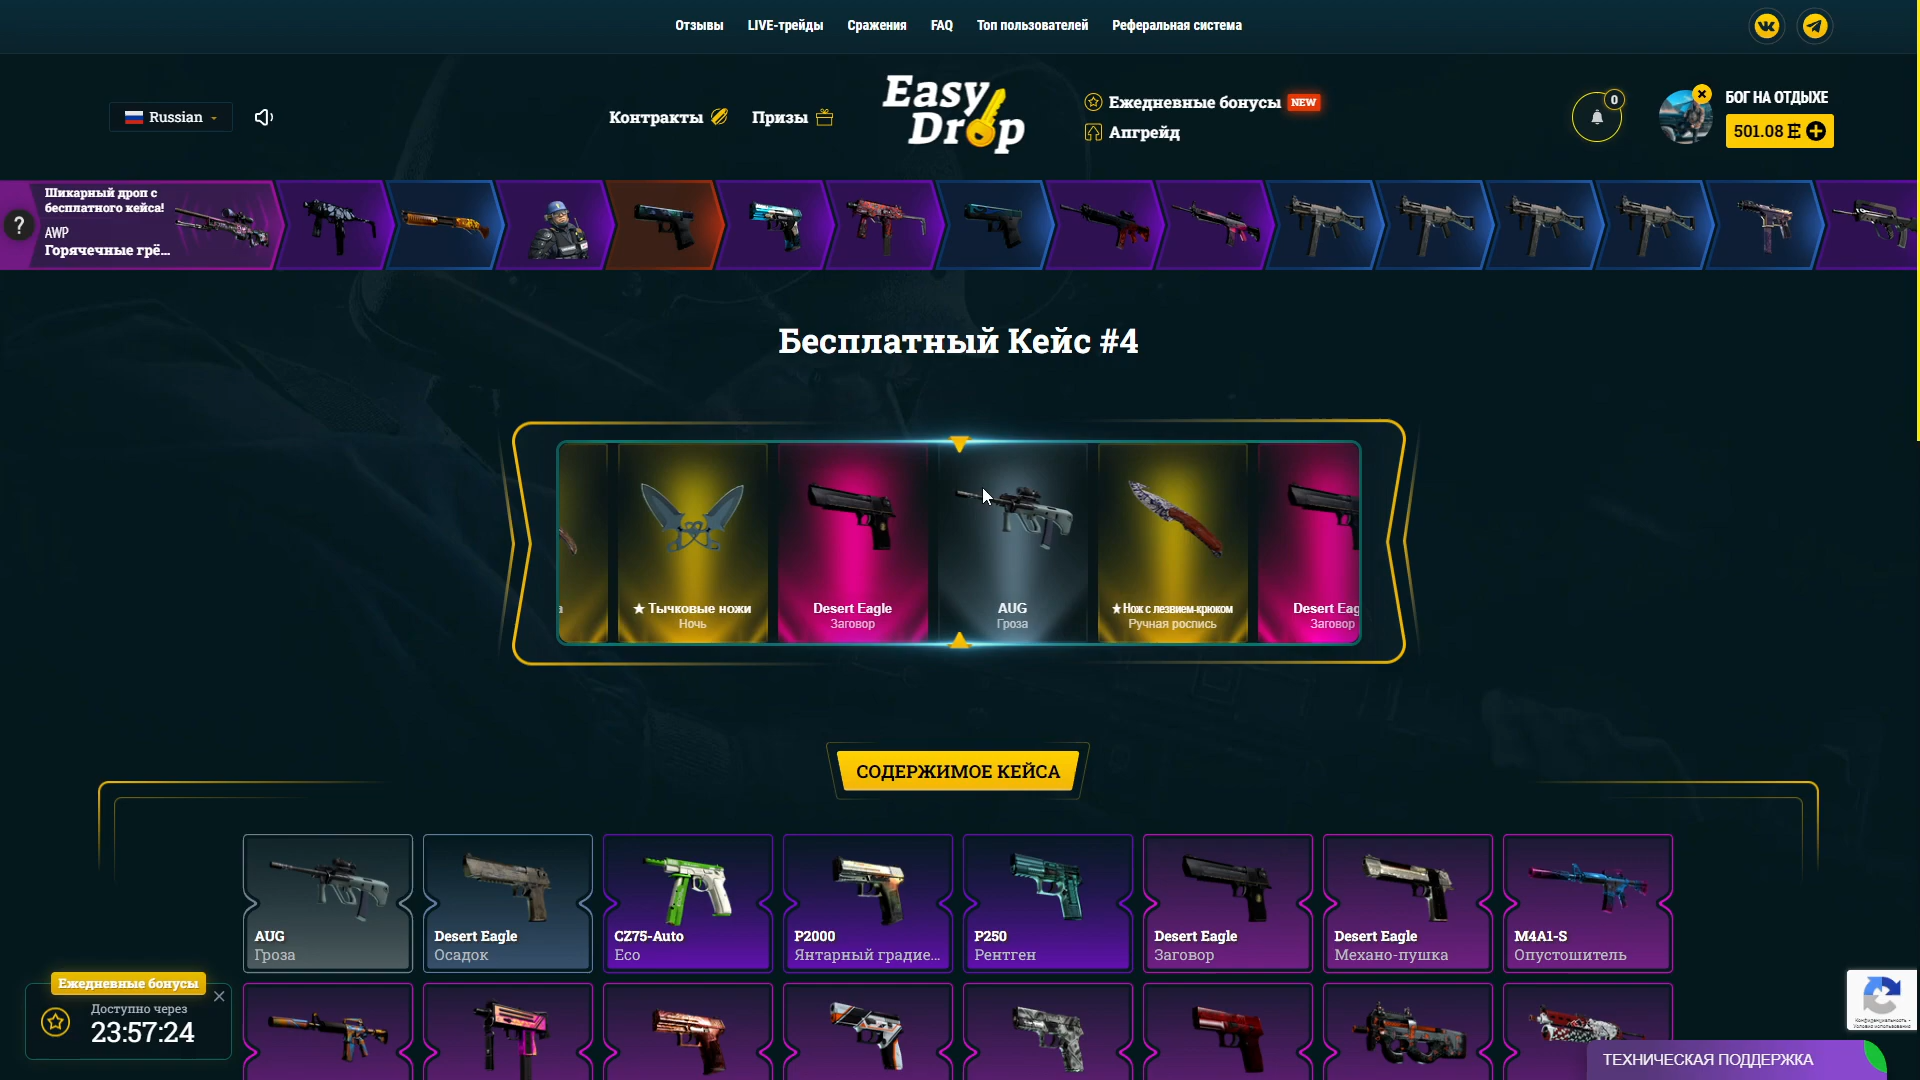 Отзывы LIVE-трейды Сражения FAQ Топ пользователей Реферальная система
Russian
Контракты Призы
Easy Drop
Ежедневные бонусы NEW
Апгрейд
0
БОГ НА ОТДЫХЕ
501.08
?
Шикарный дроп с
бесплатного кейса!
AWP
Горячечные грё...
Бесплатный Кейс #4
а
★ Тычковые ножи
Ночь
Desert Eagle
Заговор
AUG
Гроза
★ Нож с лезвием-крюком
Ручная роспись
Desert Eag
Заговор
СОДЕРЖИМОЕ КЕЙСА
AUG
Гроза
Desert Eagle
Осадок
CZ75-Auto
Eco
P2000
Янтарный градие...
P250
Рентген
Desert Eagle
Заговор
Desert Eagle
Механо-пушка
M4A1-S
Опустошитель
Ежедневные бонусы
Доступно через
23:57:24
Конфиденциальность -
Условия использования
ТЕХНИЧЕСКАЯ ПОДДЕРЖКА